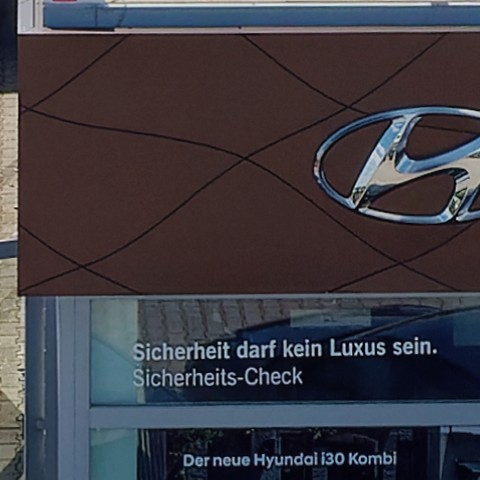 Sicherheit darf kein Luxus sein.
Sicherheits-Check
Der neue Hyundai i30 Kombi